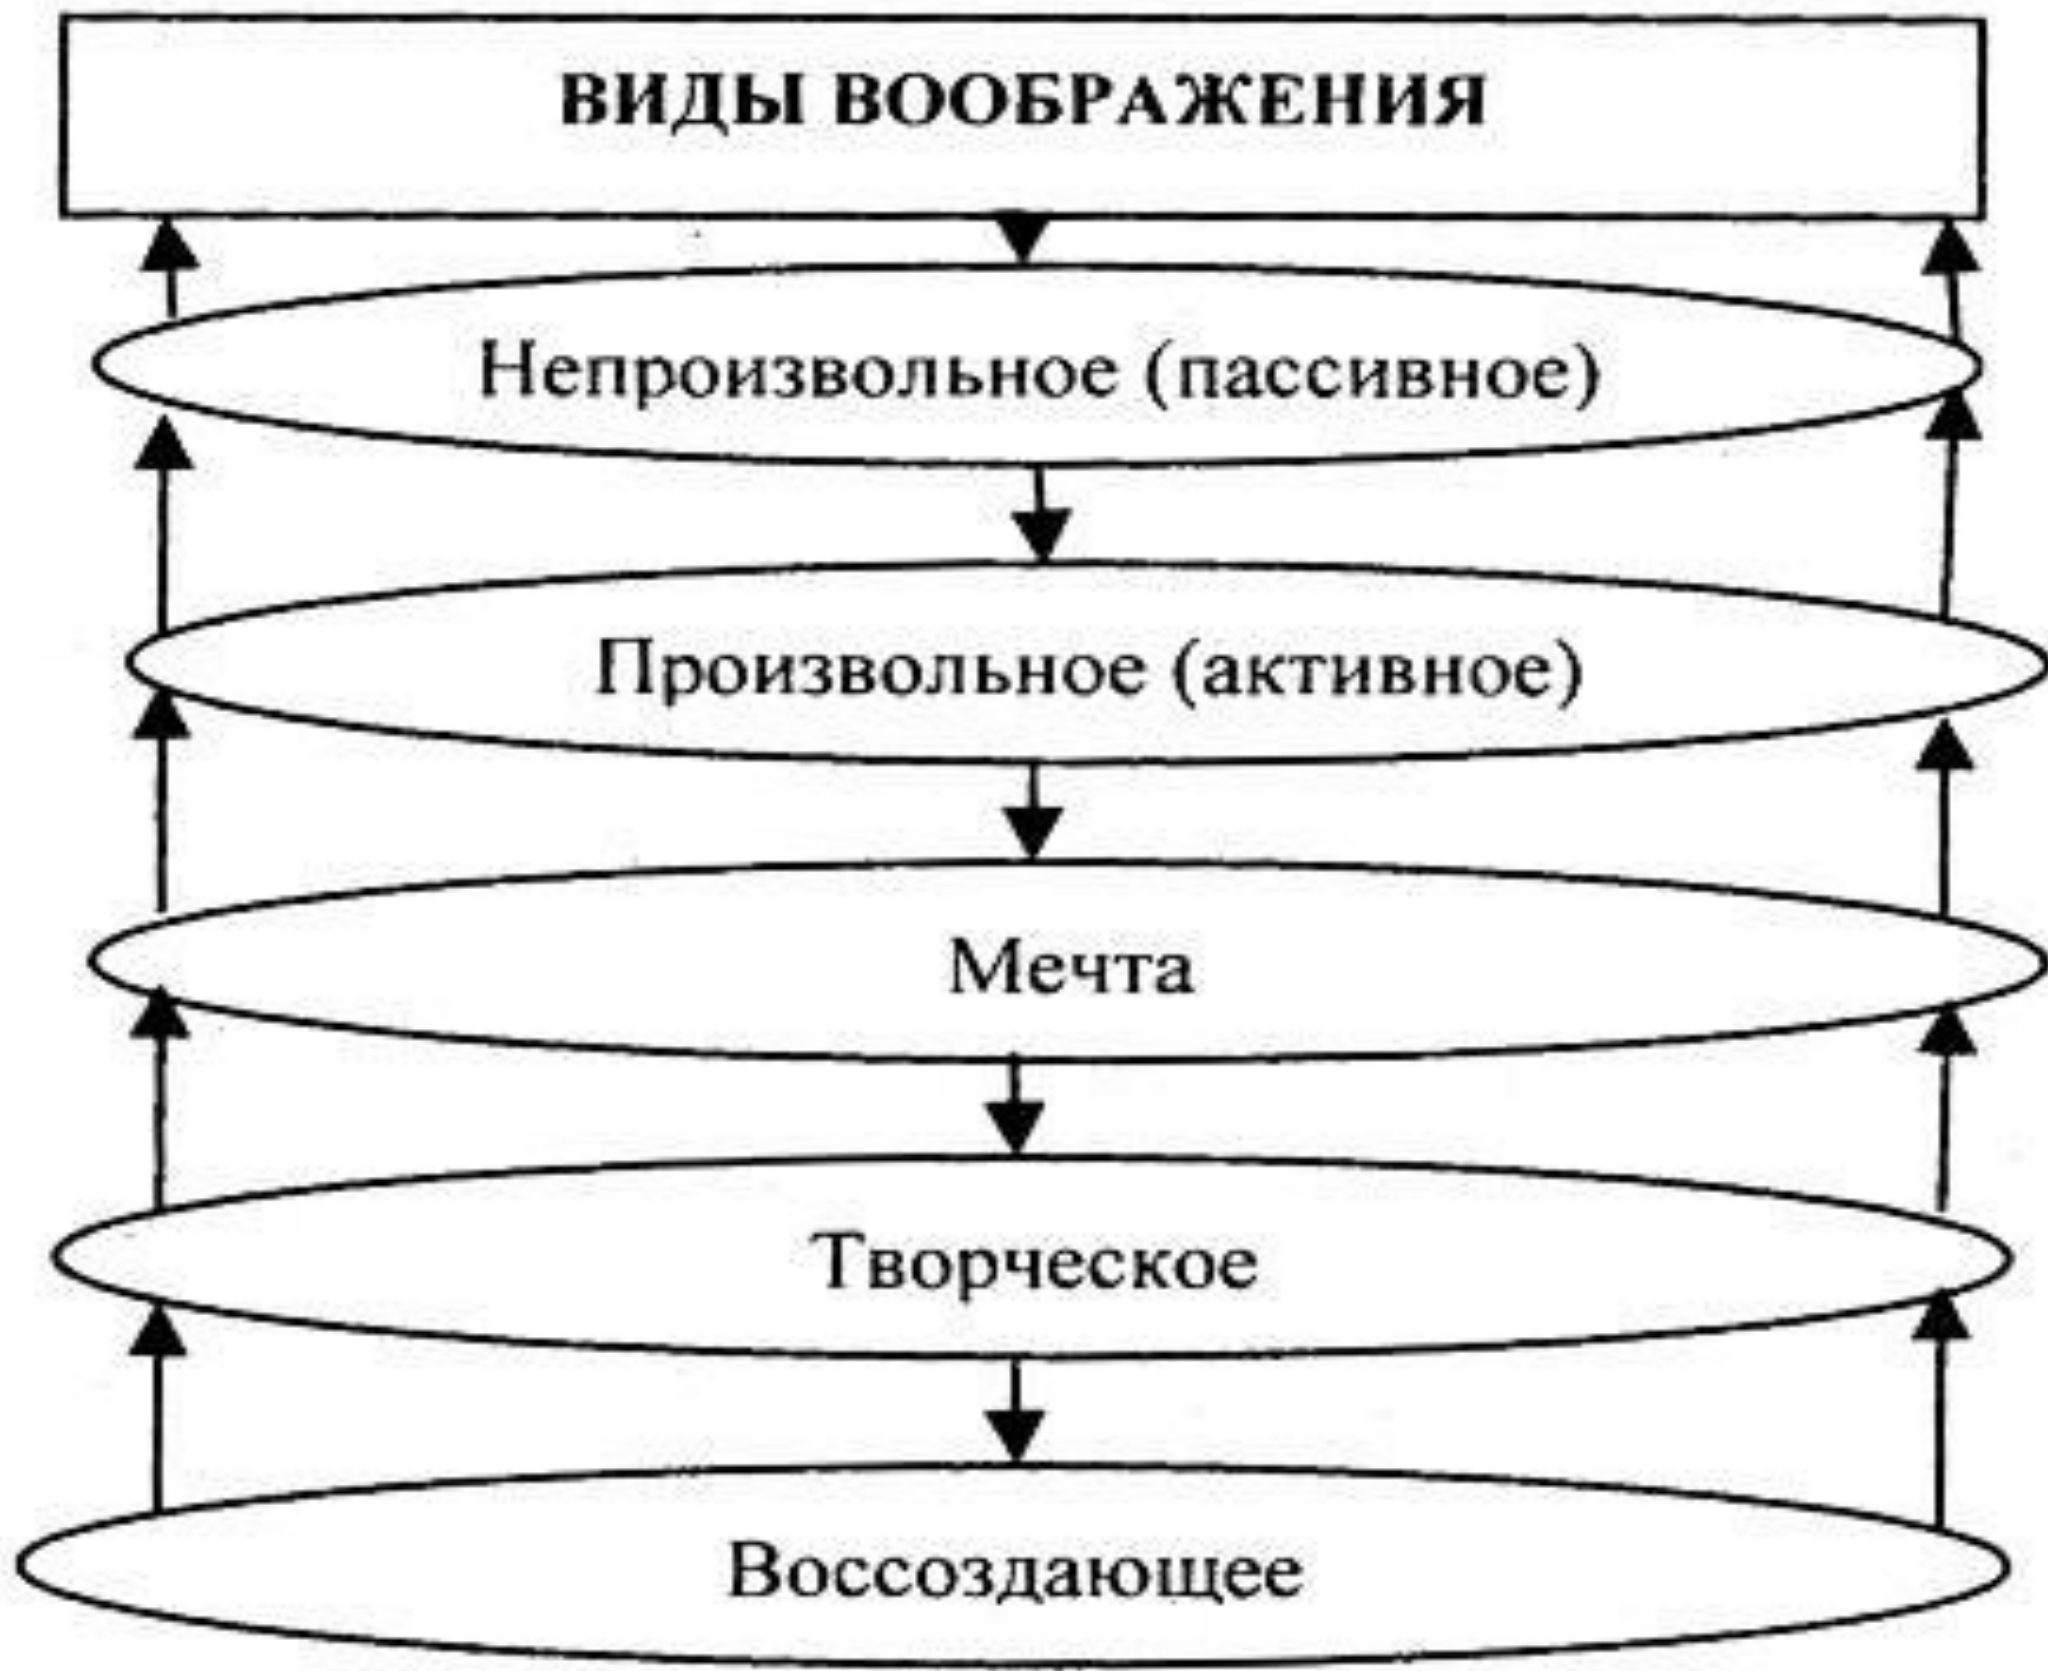 ВИДЫ ВООБРАЖЕНИЯ
Непроизвольное (пассивное)
Произвольное (активное)
Мечта
Творческое
Воссоздающее